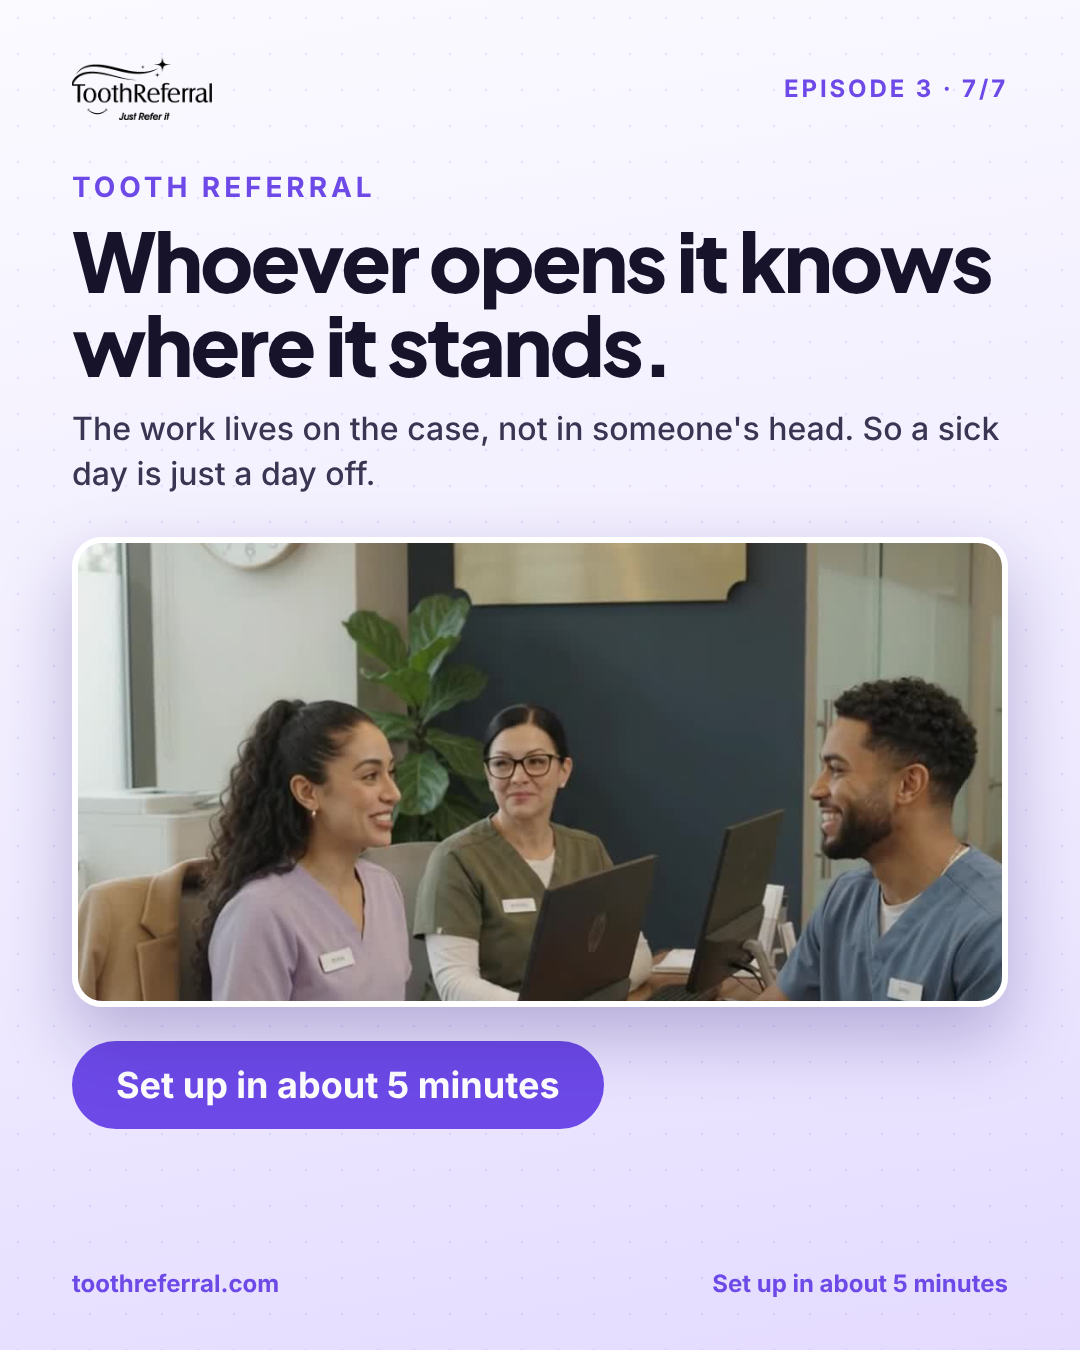 ToothReferral
Just Refer it
EPISODE 3 · 7/7
TOOTH REFERRAL
Whoever opens it knows
where it stands.
The work lives on the case, not in someone's head. So a sick
day is just a day off.
Set up in about 5 minutes
toothreferral.com
Set up in about 5 minutes